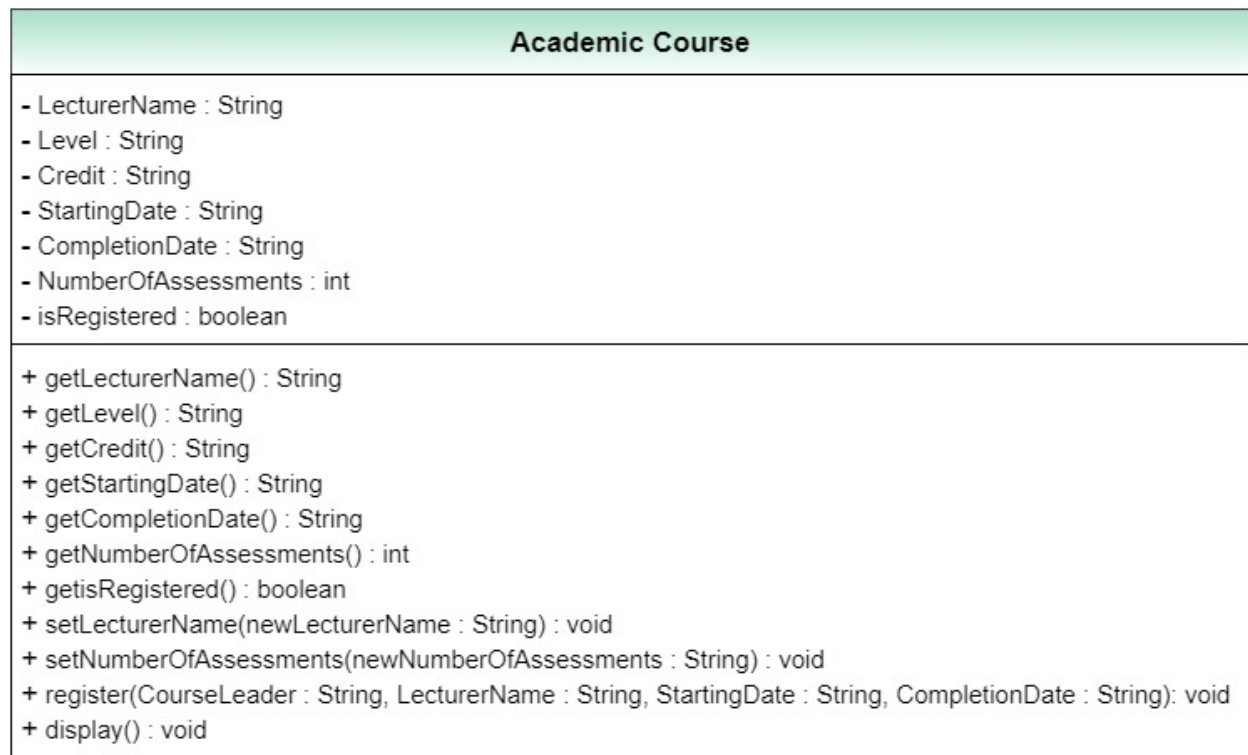 Academic Course
- LecturerName : String
- Level : String
- Credit : String
- StartingDate : String
- CompletionDate : String
- NumberOfAssessments : int
- isRegistered : boolean
+ getLecturerName() : String
+ getLevel() : String
+ getCredit() : String
+ getStartingDate() : String
+ getCompletionDate() : String
+ getNumberOfAssessments() : int
+ getisRegistered() : boolean
+ setLecturerName(newLecturerName : String) : void
+ setNumberOfAssessments(newNumberOfAssessments : String) : void
+ register(CourseLeader : String, LecturerName : String, StartingDate : String, CompletionDate : String): void
+ display() : void